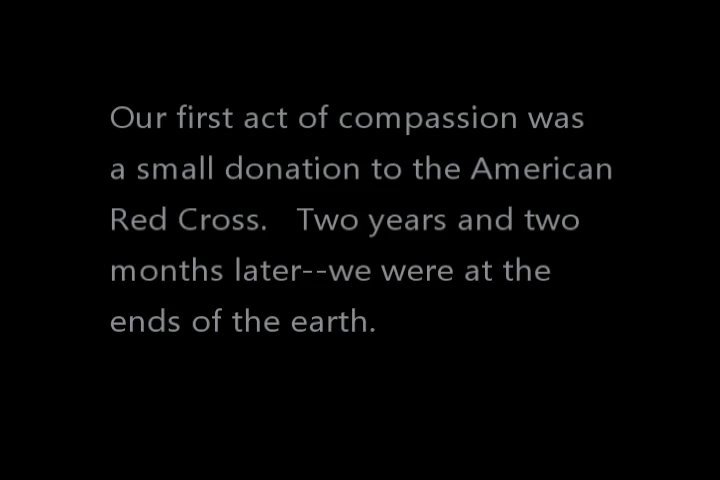 Our first act of compassion was
a small donation to the American
Red Cross.   Two years and two
months later--we were at the
ends of the earth.